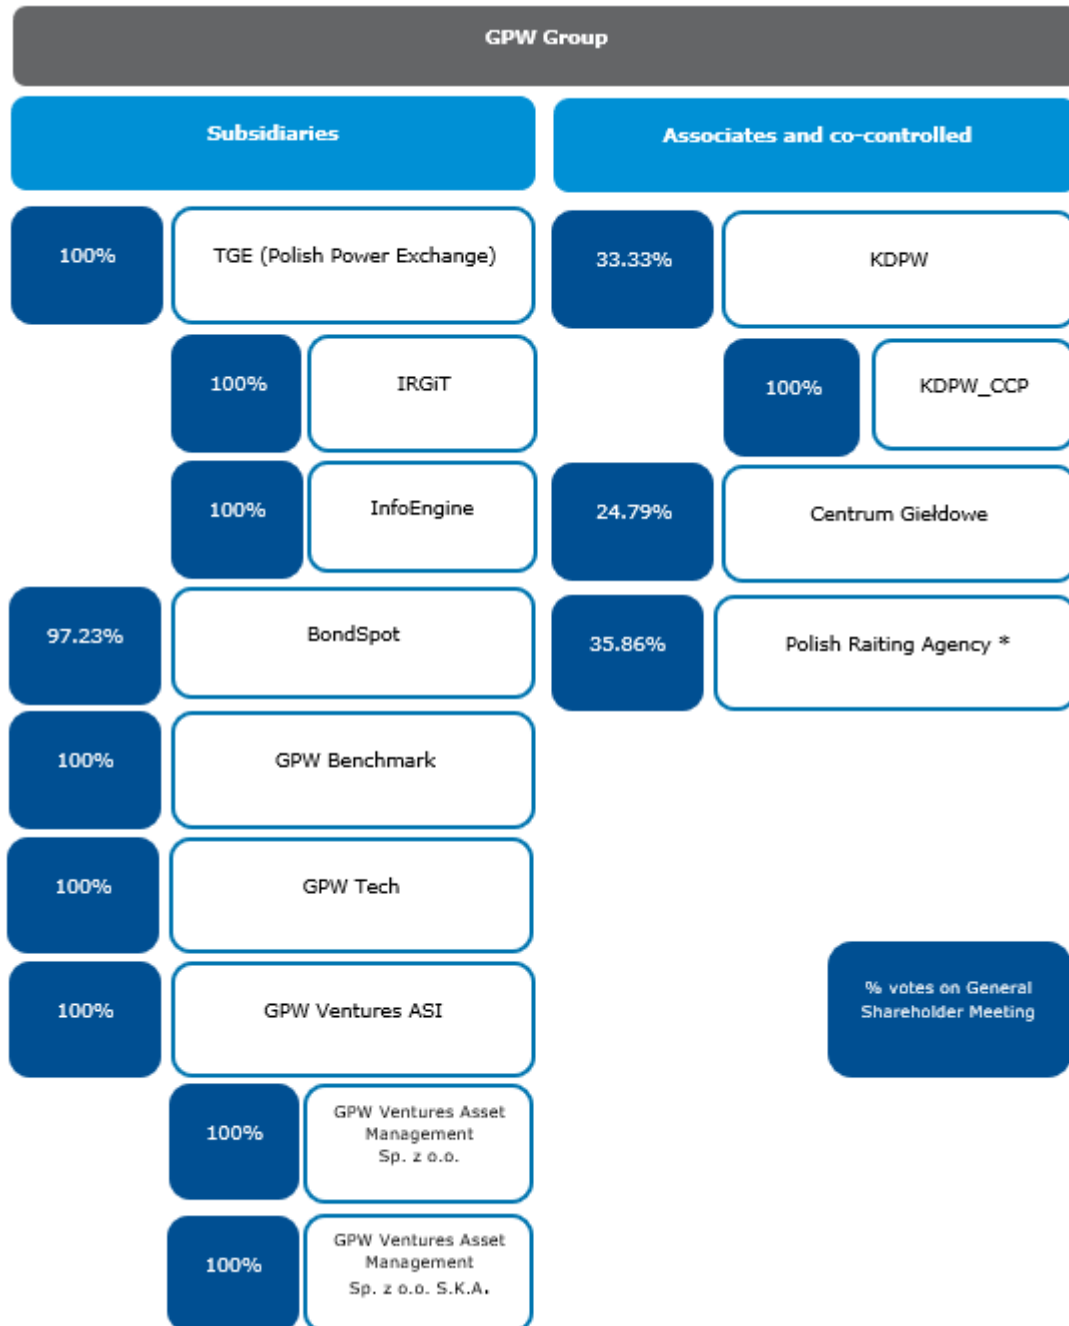 GPW Group
Subsidiaries
Associates and co-controlled
100%
TGE (Polish Power Exchange)
33.33%
KDPW
100%
IRGiT
100%
KDPW_CCP
100%
InfoEngine
24.79%
Centrum Giełdowe
97.23%
BondSpot
35.86%
Polish Raiting Agency *
100%
GPW Benchmark
100%
GPW Tech
100%
GPW Ventures ASI
% votes on General
Shareholder Meeting
100%
GPW Ventures Asset
Management
Sp. z o.o.
100%
GPW Ventures Asset
Management
Sp. z o.o. S.K.A.